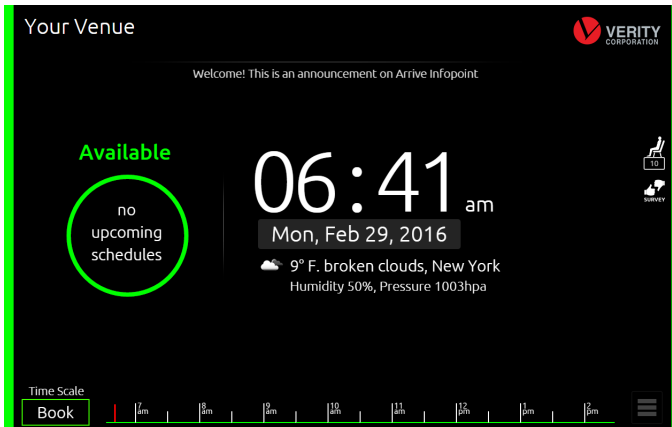 Your Venue
VERITY
CORPORATION
Welcome! This is an announcement on Arrive Infopoint
Available
no
upcoming
schedules
06:41 am
Mon, Feb 29, 2016
9° F. broken clouds, New York
Humidity 50%, Pressure 1003hpa
10
SURVEY
Time Scale
Book
7 am 8 am 9 am 10 am 11 am 12 pm 1 pm 2 pm